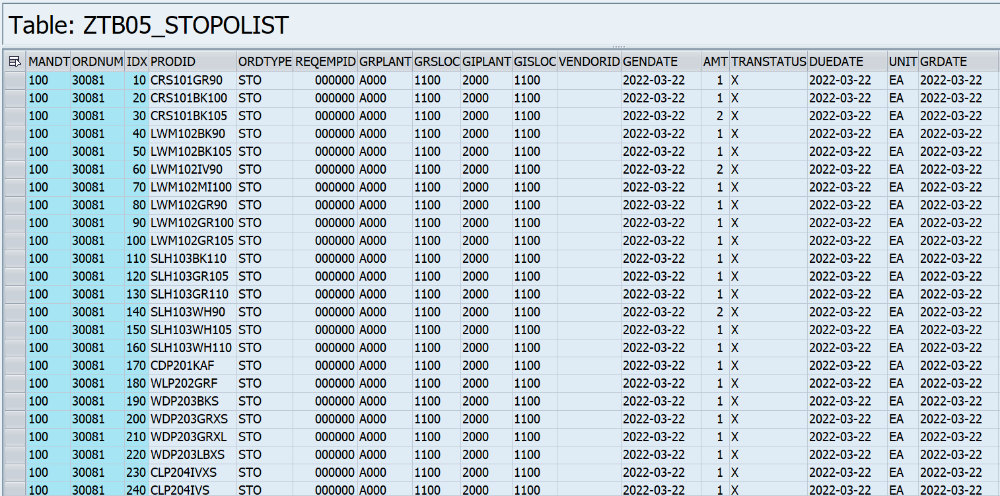 Table: ZTB05_STOPOLIST
MANDT ORDNUM IDX PRODID ORDTYPE REQEMPID GRPLANT GRSLOC GIPLANT GISLOC VENDORID GENDATE AMT TRANSTATUS DUEDATE UNIT GRDATE
100 30081 10 CRS101GR90 STO 000000 A000 1100 2000 1100 2022-03-22 1 X 2022-03-22 EA 2022-03-22
100 30081 20 CRS101BK100 STO 000000 A000 1100 2000 1100 2022-03-22 1 X 2022-03-22 EA 2022-03-22
100 30081 30 CRS101BK105 STO 000000 A000 1100 2000 1100 2022-03-22 2 X 2022-03-22 EA 2022-03-22
100 30081 40 LWM102BK90 STO 000000 A000 1100 2000 1100 2022-03-22 1 X 2022-03-22 EA 2022-03-22
100 30081 50 LWM102BK105 STO 000000 A000 1100 2000 1100 2022-03-22 1 X 2022-03-22 EA 2022-03-22
100 30081 60 LWM102IV90 STO 000000 A000 1100 2000 1100 2022-03-22 2 X 2022-03-22 EA 2022-03-22
100 30081 70 LWM102MI100 STO 000000 A000 1100 2000 1100 2022-03-22 1 X 2022-03-22 EA 2022-03-22
100 30081 80 LWM102GR90 STO 000000 A000 1100 2000 1100 2022-03-22 1 X 2022-03-22 EA 2022-03-22
100 30081 90 LWM102GR100 STO 000000 A000 1100 2000 1100 2022-03-22 1 X 2022-03-22 EA 2022-03-22
100 30081 100 LWM102GR105 STO 000000 A000 1100 2000 1100 2022-03-22 1 X 2022-03-22 EA 2022-03-22
100 30081 110 SLH103BK110 STO 000000 A000 1100 2000 1100 2022-03-22 1 X 2022-03-22 EA 2022-03-22
100 30081 120 SLH103GR105 STO 000000 A000 1100 2000 1100 2022-03-22 1 X 2022-03-22 EA 2022-03-22
100 30081 130 SLH103GR110 STO 000000 A000 1100 2000 1100 2022-03-22 1 X 2022-03-22 EA 2022-03-22
100 30081 140 SLH103WH90 STO 000000 A000 1100 2000 1100 2022-03-22 2 X 2022-03-22 EA 2022-03-22
100 30081 150 SLH103WH105 STO 000000 A000 1100 2000 1100 2022-03-22 1 X 2022-03-22 EA 2022-03-22
100 30081 160 SLH103WH110 STO 000000 A000 1100 2000 1100 2022-03-22 1 X 2022-03-22 EA 2022-03-22
100 30081 170 CDP201KAF STO 000000 A000 1100 2000 1100 2022-03-22 1 X 2022-03-22 EA 2022-03-22
100 30081 180 WLP202GRF STO 000000 A000 1100 2000 1100 2022-03-22 1 X 2022-03-22 EA 2022-03-22
100 30081 190 WDP203BKS STO 000000 A000 1100 2000 1100 2022-03-22 1 X 2022-03-22 EA 2022-03-22
100 30081 200 WDP203GRXS STO 000000 A000 1100 2000 1100 2022-03-22 1 X 2022-03-22 EA 2022-03-22
100 30081 210 WDP203GRXL STO 000000 A000 1100 2000 1100 2022-03-22 1 X 2022-03-22 EA 2022-03-22
100 30081 220 WDP203LBXS STO 000000 A000 1100 2000 1100 2022-03-22 1 X 2022-03-22 EA 2022-03-22
100 30081 230 CLP204IVXS STO 000000 A000 1100 2000 1100 2022-03-22 1 X 2022-03-22 EA 2022-03-22
100 30081 240 CLP204IVS STO 000000 A000 1100 2000 1100 2022-03-22 1 X 2022-03-22 EA 2022-03-22